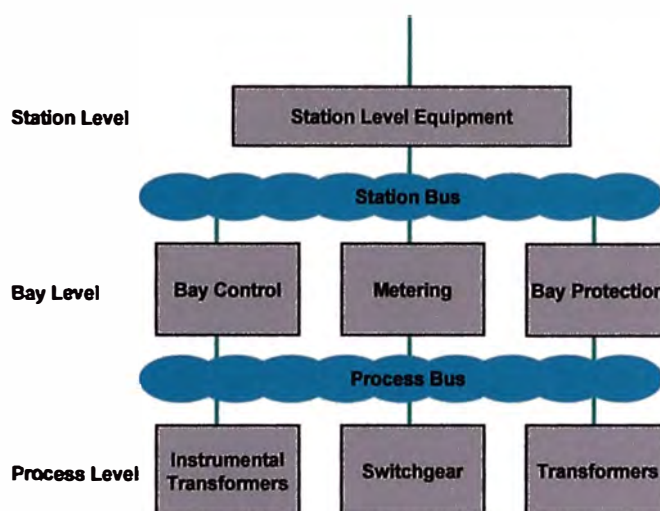 Station Level
Station Level Equipment
Station Bus
Bay Level
Bay Control
Metering
Bay Protection
Process Bus
Process Level
Instrumental
Transformers
Switchgear
Transformers